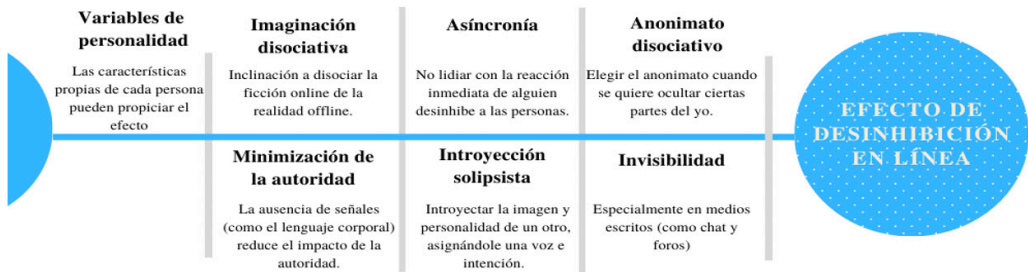 Variables de
personalidad
Las características
propias de cada persona
pueden propiciar el
efecto
Imaginación
disociativa
Inclinación a disociar la
ficción online de la
realidad offline.
Asíncronía
No lidiar con la reacción
inmediata de alguien
desinhibe a las personas.
Anonimato
disociativo
Elegir el anonimato cuando
se quiere ocultar ciertas
partes del yo.
Minimización de
la autoridad
La ausencia de señales
(como el lenguaje corporal)
reduce el impacto de la
autoridad.
Introyección
solipsista
Introyectar la imagen y
personalidad de un otro,
asignándole una voz e
intención.
Invisibilidad
Especialmente en medios
escritos (como chat y
foros)
EFECTO DE
DESINHIBICIÓN
EN LÍNEA